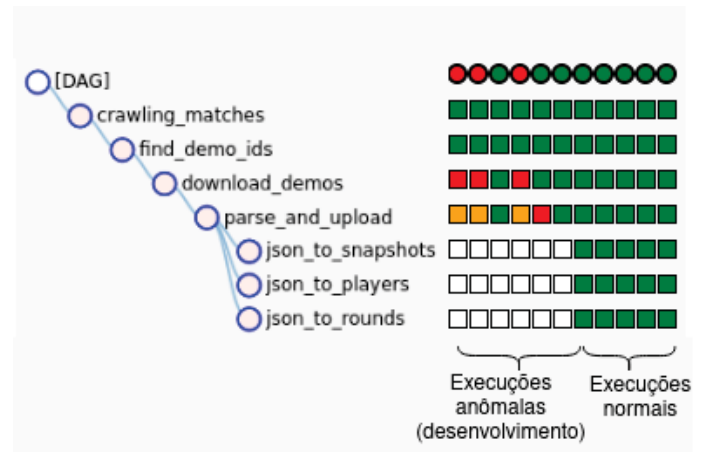 [DAG]
crawling_matches
find_demo_ids
download_demos
parse_and_upload
json_to_snapshots
json_to_players
json_to_rounds
Execuções
anômalas
(desenvolvimento)
Execuções
normais